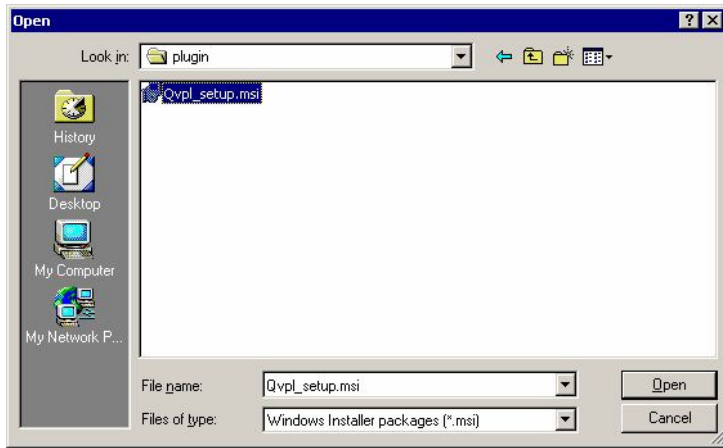 Open
Look in: plugin
Qvpl_setup.msi
History
Desktop
My Computer
My Network P...
File name: Qvpl_setup.msi Open
Files of type: Windows Installer packages (*.msi) Cancel